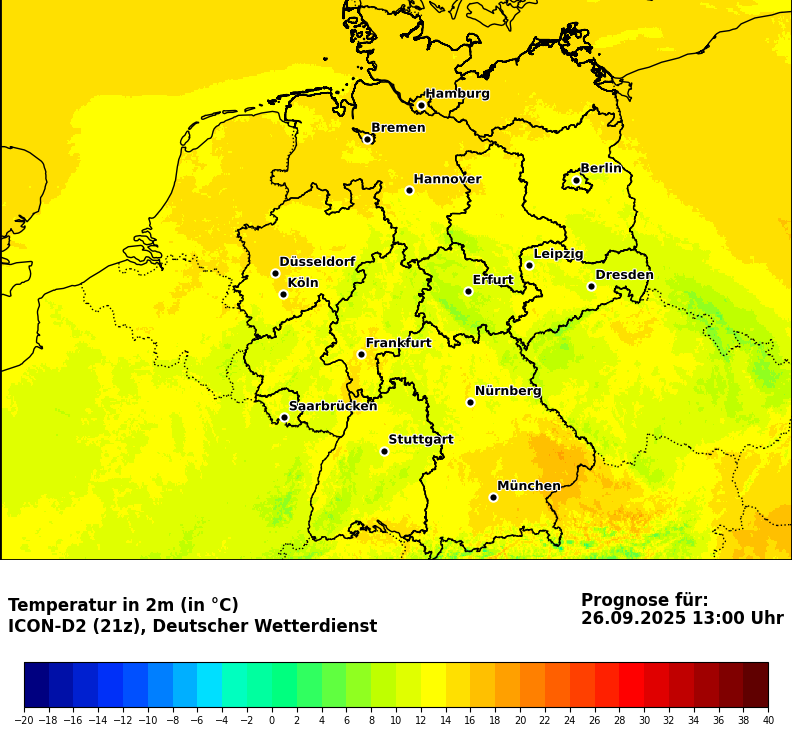 Hamburg
Bremen
Berlin
Hannover
Leipzig
Düsseldorf
Dresden
Köln
Erfurt
Frankfurt
Nürnberg
Saarbrücken
Stuttgart
München
Temperatur in 2m (in °C)
ICON-D2 (21z), Deutscher Wetterdienst
Prognose für:
26.09.2025 13:00 Uhr
−20 −18 −16 −14 −12 −10 −8 −6 −4 −2 0 2 4 6 8 10 12 14 16 18 20 22 24 26 28 30 32 34 36 38 40